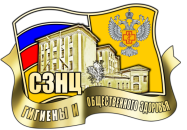 СЗНЦ
ГИГИЕНЫ И ОБЩЕСТВЕННОГО ЗДОРОВЬЯ